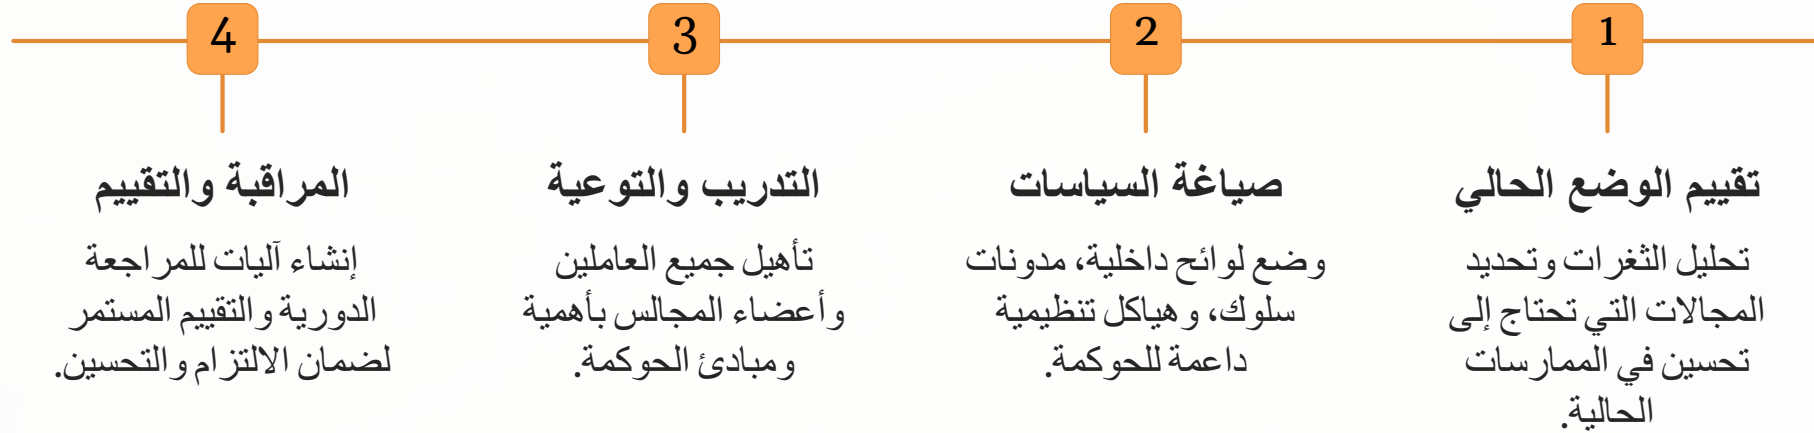 1
تقييم الوضع الحالي
تحليل الثغرات وتحديد
المجالات التي تحتاج إلى
تحسين في الممارسات
الحالية.
2
صياغة السياسات
وضع لوائح داخلية، مدونات
سلوك، وهياكل تنظيمية
داعمة للحوكمة.
3
التدريب والتوعية
تأهيل جميع العاملين
وأعضاء المجالس بأهمية
ومبادئ الحوكمة.
4
المراقبة والتقييم
إنشاء آليات للمراجعة
الدورية والتقييم المستمر
لضمان الالتزام والتحسين.